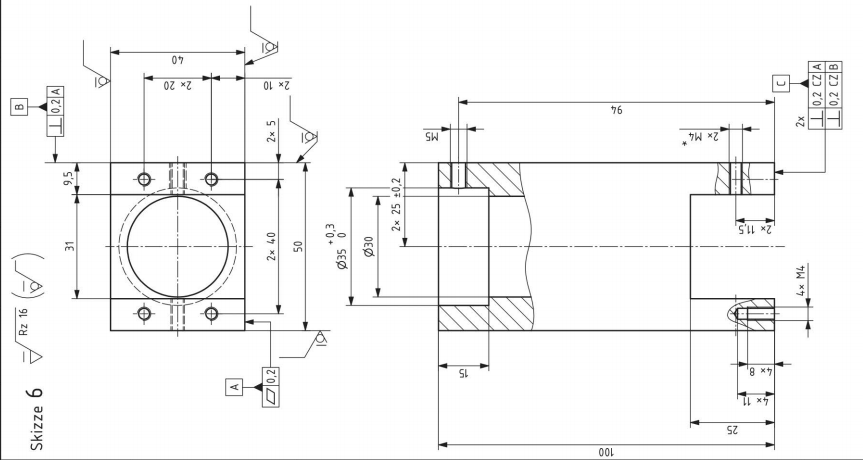 Skizze 6
Rz 16
40
2× 20
2× 10
B
⊥ 0,2 A
2× 5
9,5
31
2× 40
50
A
⏥ 0,2
94
M5
2× M4
*
C
2x
⊥ 0,2 CZ A
⊥ 0,2 CZ B
2× 25 ±0,2
Ø35 +0,3 0
Ø30
2× 11,5
4× M4
4× 8
4× 11
15
25
100